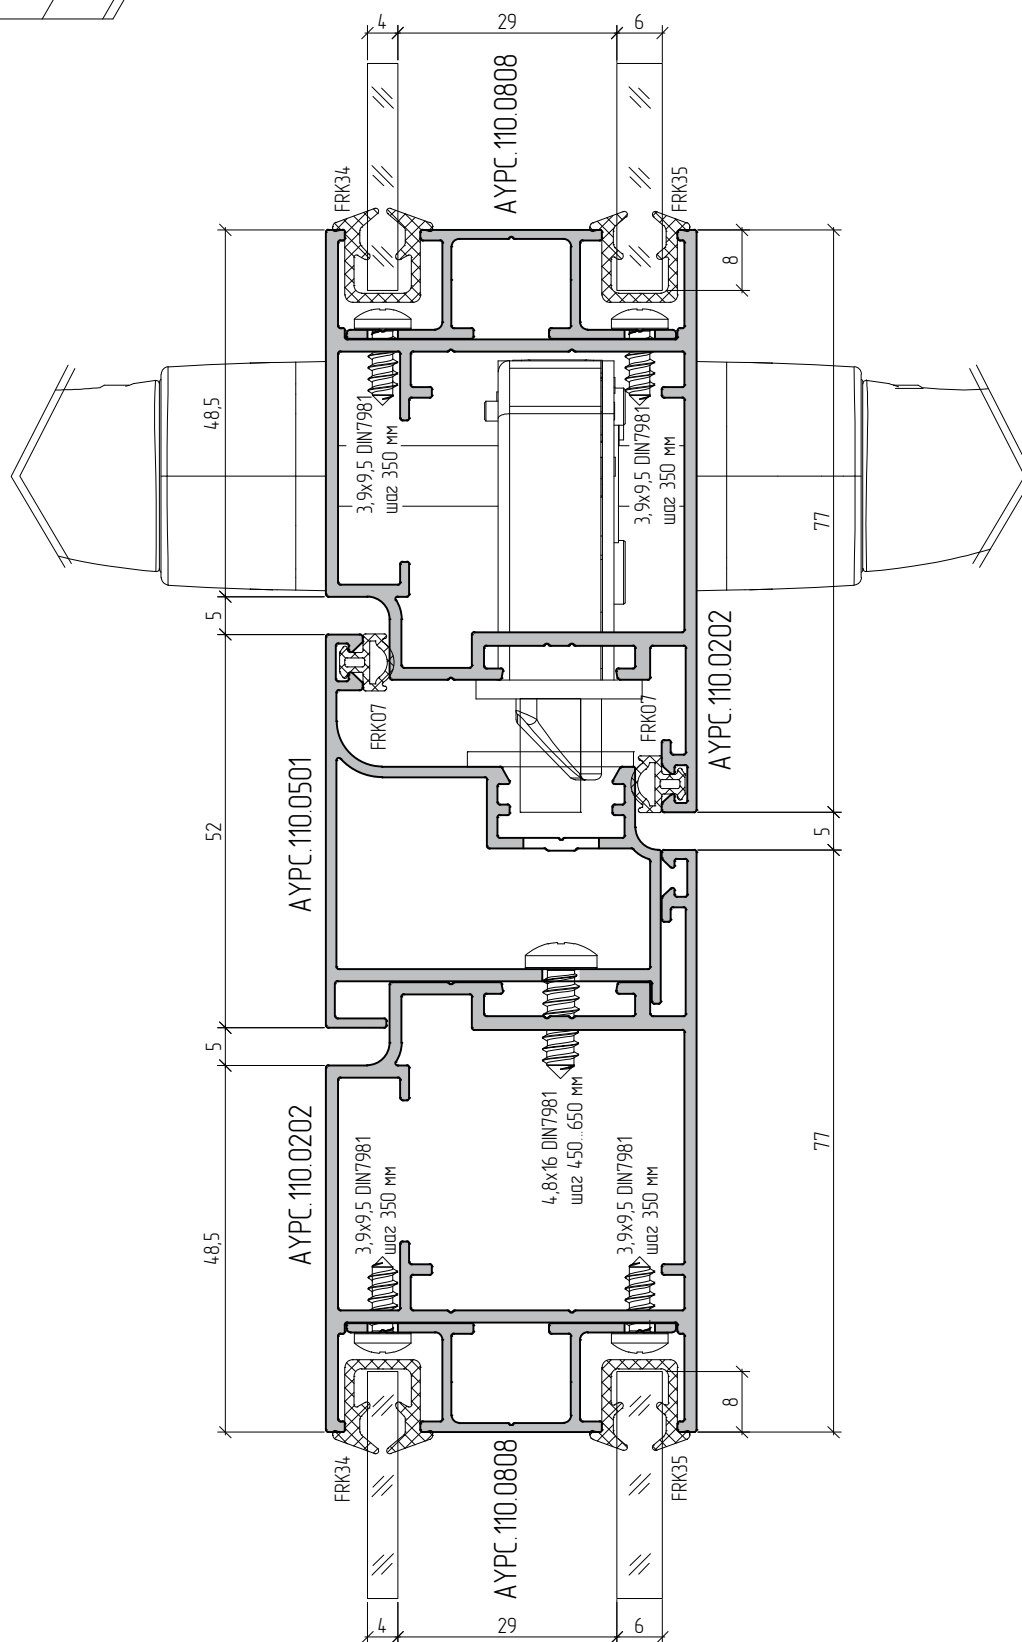 4
29
6
AYPC.110.0808
FRK34
FRK35
8
48,5
3,9x9,5 DIN7981
шаг 350 мм
3,9x9,5 DIN7981
шаг 350 мм
77
5
AYPC.110.0202
FRK07
FRK07
AYPC.110.0501
52
5
5
AYPC.110.0202
4,8x16 DIN7981
шаг 450...650 мм
3,9x9,5 DIN7981
шаг 350 мм
3,9x9,5 DIN7981
шаг 350 мм
77
48,5
8
FRK34
FRK35
AYPC.110.0808
4
29
6